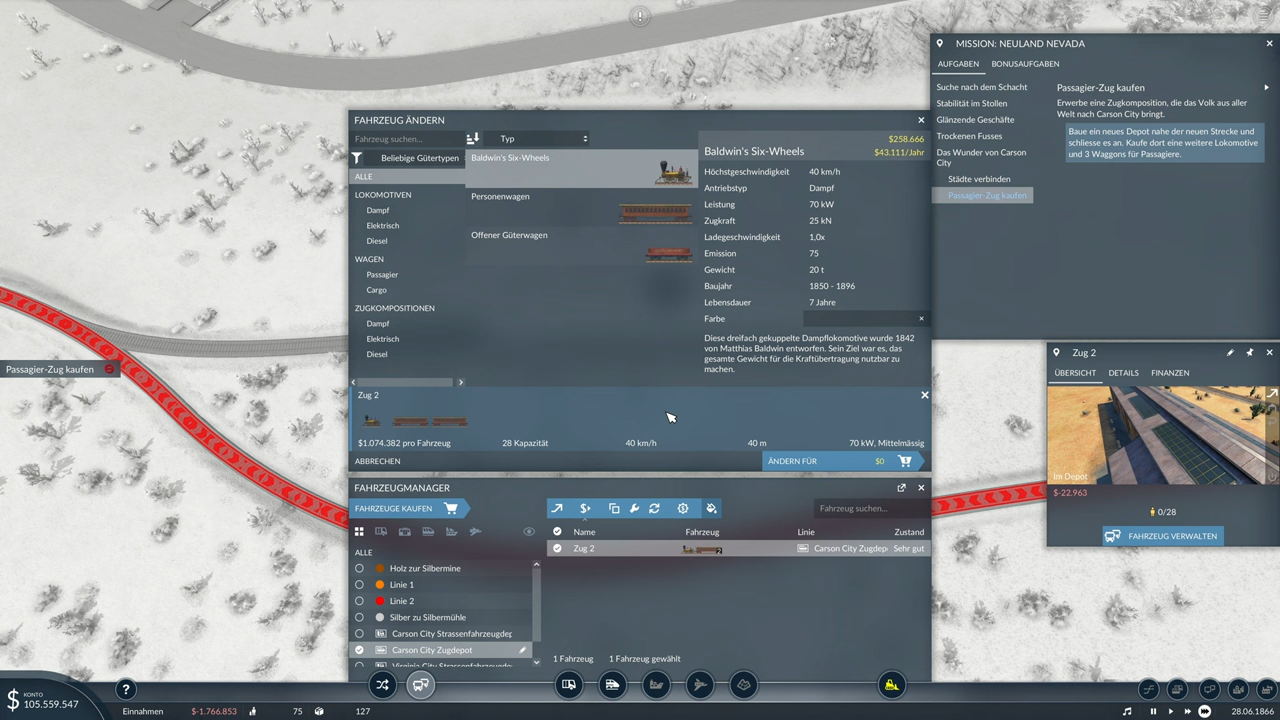 MISSION: NEULAND NEVADA
AUFGABEN
BONUSAUFGABEN
Suche nach dem Schacht
Stabilität im Stollen
Glänzende Geschäfte
Trockenen Fusses
Das Wunder von Carson
City
Städte verbinden
Passagier-Zug kaufen
Passagier-Zug kaufen
Erwerbe eine Zugkomposition, die das Volk aus aller
Welt nach Carson City bringt.
Baue ein neues Depot nahe der neuen Strecke und
schliesse es an. Kaufe dort eine weitere Lokomotive
und 3 Waggons für Passagiere.
FAHRZEUG ÄNDERN
Fahrzeug suchen...
Typ
Beliebige Gütertypen
ALLE
LOKOMOTIVEN
Dampf
Elektrisch
Diesel
WAGEN
Passagier
Cargo
ZUGKOMPOSITIONEN
Dampf
Elektrisch
Diesel
Baldwin's Six-Wheels
Personenwagen
Offener Güterwagen
$258.666
Baldwin's Six-Wheels
$43.111/Jahr
Höchstgeschwindigkeit 40 km/h
Antriebstyp Dampf
Leistung 70 kW
Zugkraft 25 kN
Ladegeschwindigkeit 1,0x
Emission 75
Gewicht 20 t
Baujahr 1850 - 1896
Lebensdauer 7 Jahre
Farbe
Diese dreifach gekuppelte Dampflokomotive wurde 1842
von Matthias Baldwin entworfen. Sein Ziel war es, das
gesamte Gewicht für die Kraftübertragung nutzbar zu
machen.
Zug 2
$1.074.382 pro Fahrzeug 28 Kapazität 40 km/h 40 m 70 kW, Mittelmässig
ABBRECHEN
ÄNDERN FÜR $0
Passagier-Zug kaufen
Zug 2
ÜBERSICHT DETAILS FINANZEN
Im Depot
$-22.963
0/28
FAHRZEUG VERWALTEN
FAHRZEUGMANAGER
FAHRZEUGE KAUFEN
Fahrzeug suchen...
ALLE
Holz zur Silbermine
Linie 1
Linie 2
Silber zu Silbermühle
Carson City Strassenfahrzeugdep
Carson City Zugdepot
Virginia City Strassenfahrzeugde
Name Fahrzeug Linie Zustand
Zug 2 2 Carson City Zugdepo Sehr gut
1 Fahrzeug 1 Fahrzeug gewählt
KONTO
$ 105.559.547
?
Einnahmen $-1.766.853 75 127
28.06.1866